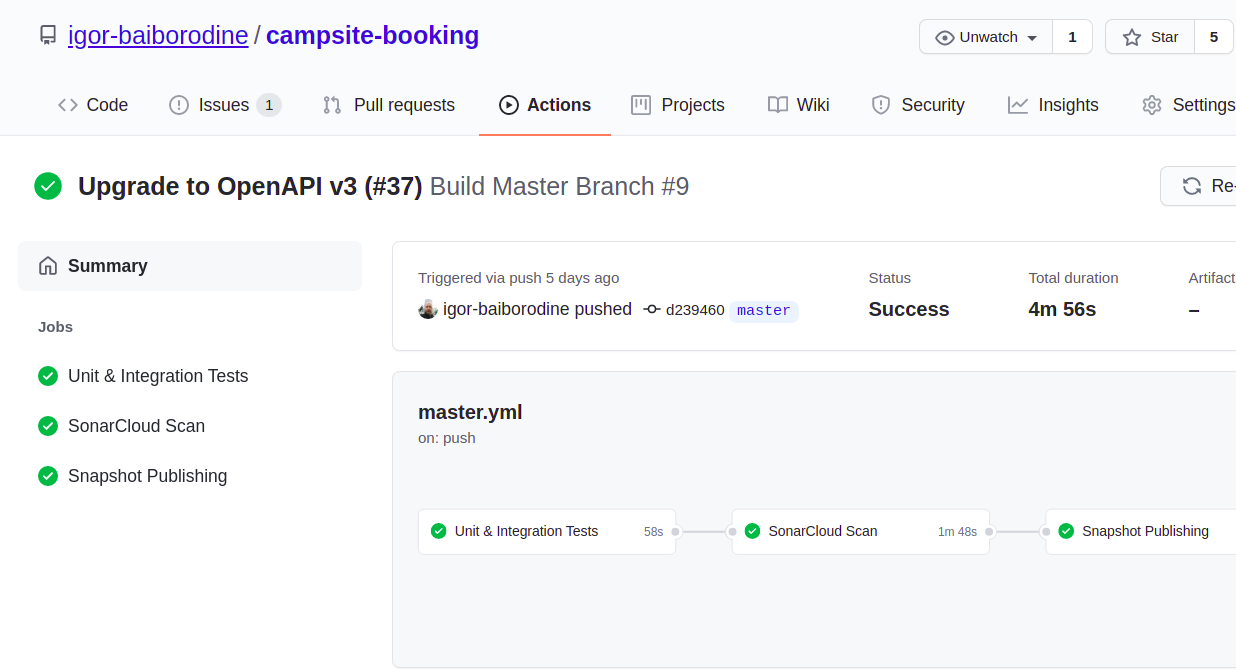 igor-baiborodine / campsite-booking
Unwatch 1 Star 5
Code Issues 1 Pull requests Actions Projects Wiki Security Insights Settings
Upgrade to OpenAPI v3 (#37) Build Master Branch #9
Re-
Summary
Jobs
Unit & Integration Tests
SonarCloud Scan
Snapshot Publishing
Triggered via push 5 days ago
igor-baiborodine pushed d239460 master
Status
Success
Total duration
4m 56s
Artifact
–
master.yml
on: push
Unit & Integration Tests 58s
SonarCloud Scan 1m 48s
Snapshot Publishing